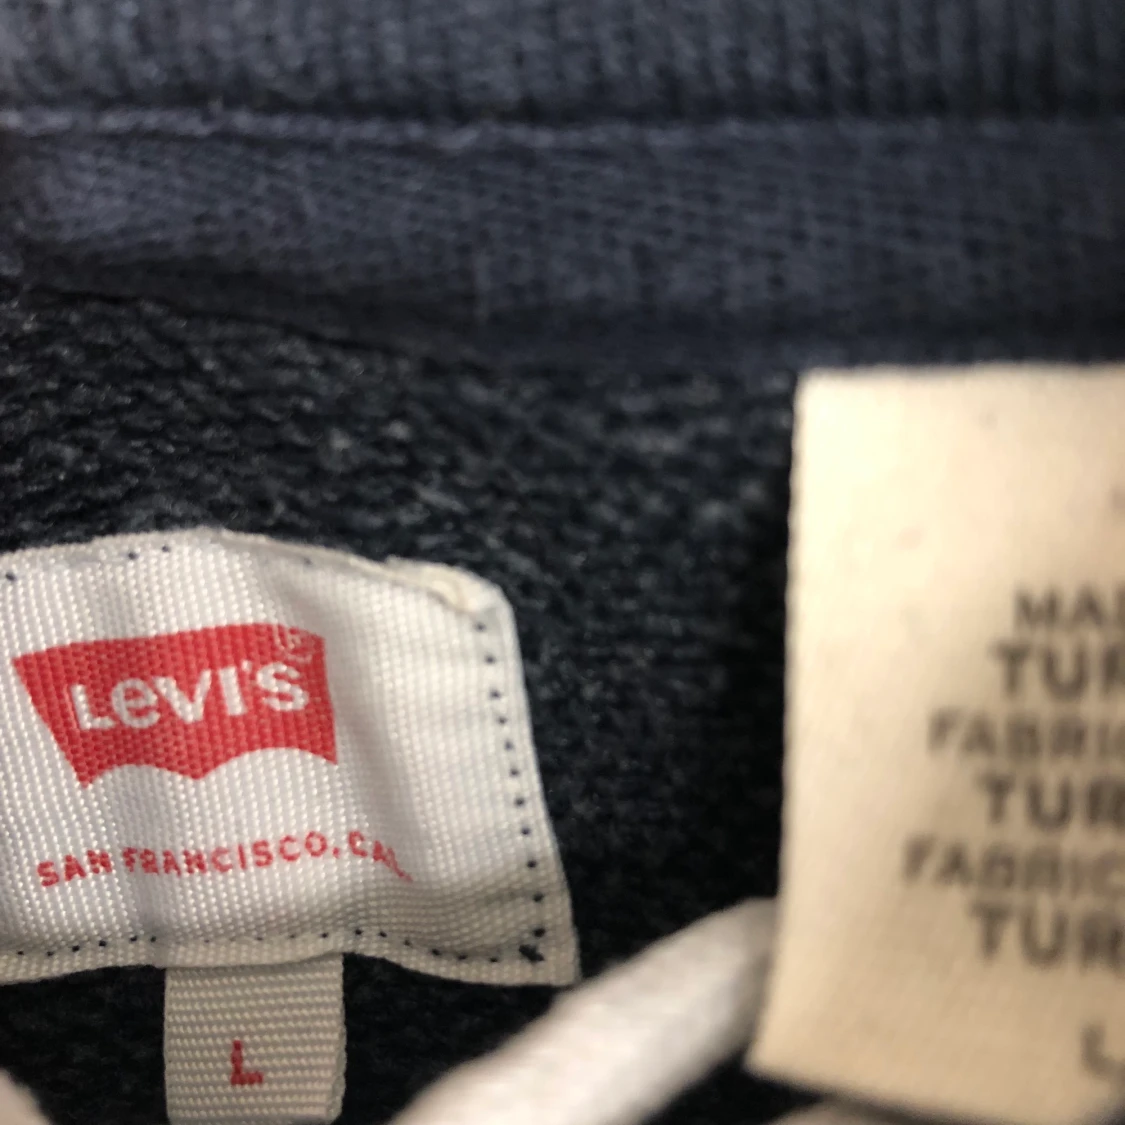 LEVI'S
SAN FRANCISCO, CAL.
L
MA
TUR
FABRIC
TUR
FABRIC
TUR
L